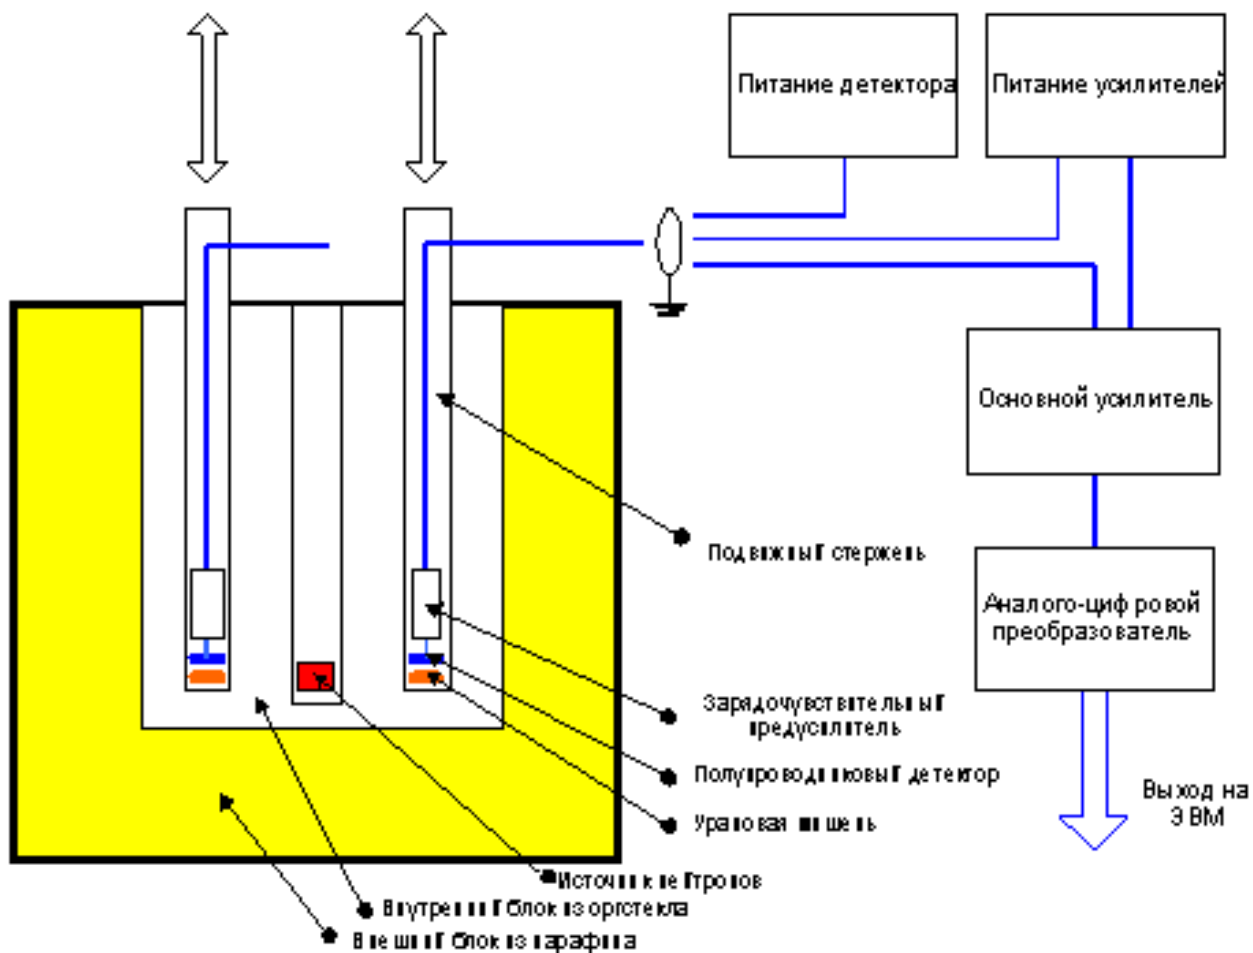 Питание детектора
Питание усилителей
Основной усилитель
Подвижный стержень
Аналого-цифровой
преобразователь
Зарядочувствительный
предусилитель
Полупроводниковый детектор
Выход на
ЭВМ
Урановая мишень
Источник нейтронов
Внутренний блок из оргстекла
Внешний блок из парафина